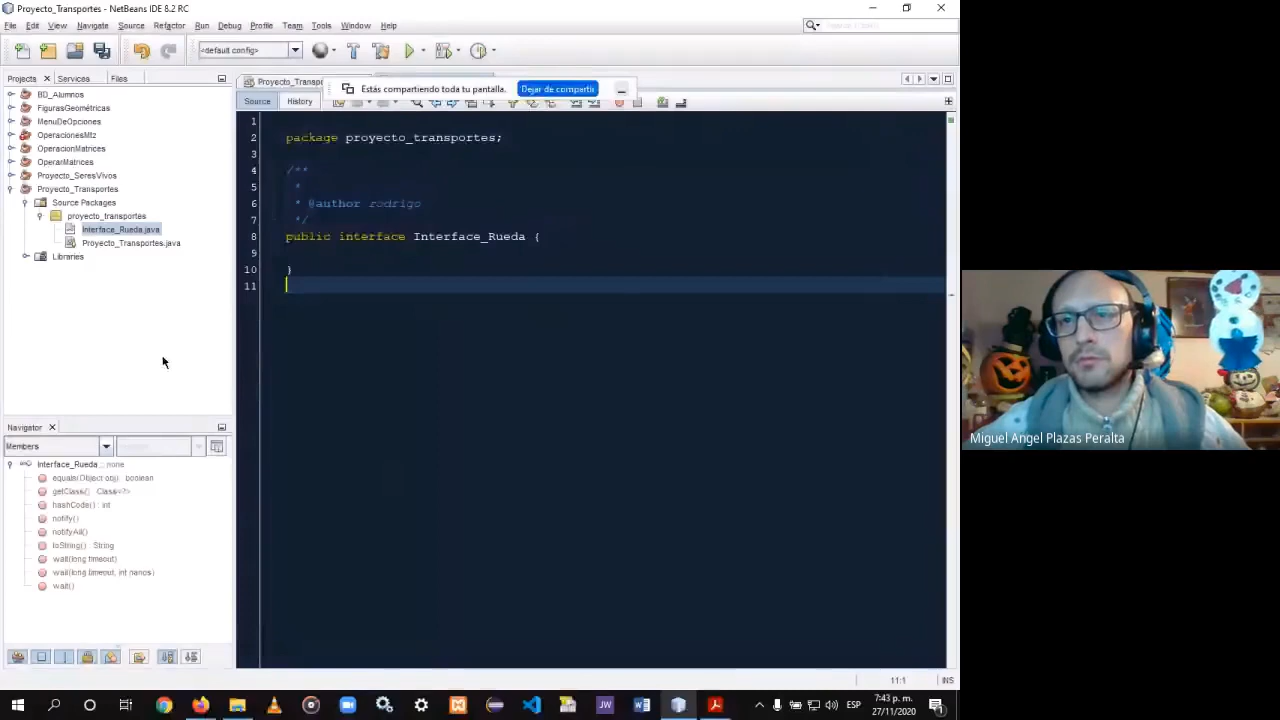 Proyecto_Transportes - NetBeans IDE 8.2 RC
File Edit View Navigate Source Refactor Run Debug Profile Team Tools Window Help
<default config>
Projects Services Files
Proyecto_Transpo
Estás compartiendo toda tu pantalla. Dejar de compartir
Source History
BD_Alumnos
FigurasGeométricas
MenuDeOpciones
OperacionesMtz
OperacionMatrices
OperarMatrices
Proyecto_SeresVivos
Proyecto_Transportes
Source Packages
proyecto_transportes
Interface_Rueda.java
Proyecto_Transportes.java
Libraries
1
2 package proyecto_transportes;
3
4 /**
5 *
6 * @author rodrigo
7 */
8 public interface Interface_Rueda {
9
10 }
11
Navigator
Members
Interface_Rueda :: none
equals(Object obj) : boolean
getClass() : Class<?>
hashCode() : int
notify()
notifyAll()
toString() : String
wait(long timeout)
wait(long timeout, int nanos)
wait()
11:1 INS
Miguel Angel Plazas Peralta
JW
ESP
7:43 p. m.
27/11/2020
1